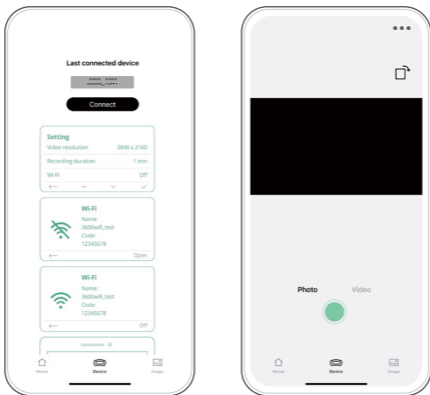 Last connected device
Connect
Setting
Video resolution 3840 x 2160
Recording duration 1 min
Wi-Fi Off
Wi-Fi
Name:
3600wifi_test
Code:
12345678
Open
Wi-Fi
Name:
3600wifi_test
Code:
12345678
Off
Home Device Image
Photo Video
Home Device Image